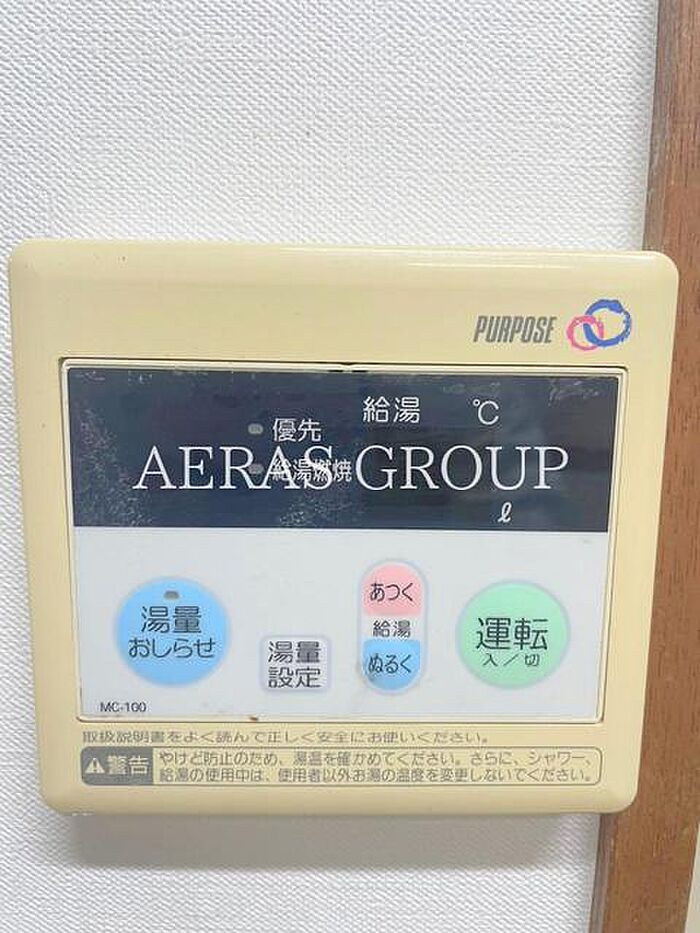 PURPOSE
給湯 ℃
優先
給湯燃焼
AERAS GROUP
ℓ
湯量
おしらせ
湯量
設定
あつく
給湯
ぬるく
運転
入/切
MC-100
取扱説明書をよく読んで正しく安全にお使いください。
警告
やけど防止のため、湯温を確かめてください。さらに、シャワー、
給湯の使用中は、使用者以外お湯の温度を変更しないでください。